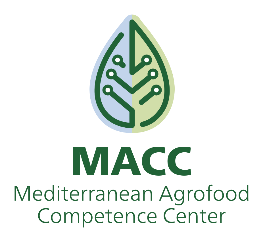 MACC
Mediterranean Agrofood
Competence Center